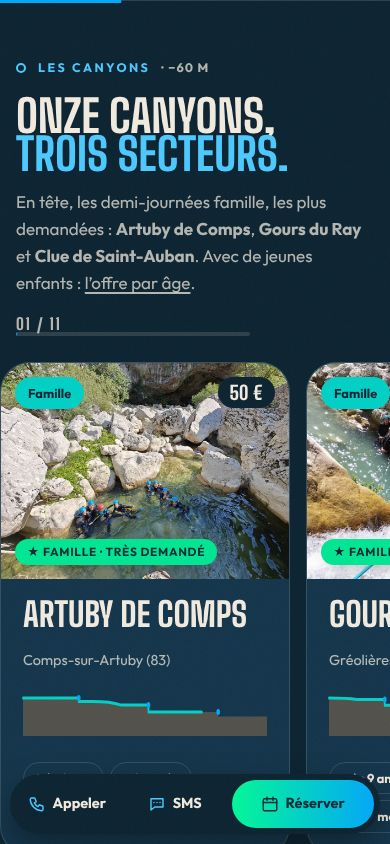 LES CANYONS · −60 M
ONZE CANYONS,
TROIS SECTEURS.
En tête, les demi-journées famille, les plus
demandées : Artuby de Comps, Gours du Ray
et Clue de Saint-Auban. Avec de jeunes
enfants : l'offre par âge.
01 / 11
Famille
50 €
Famille
★ FAMILLE · TRÈS DEMANDÉ
★ FAMIL
ARTUBY DE COMPS
GOUR
Comps-sur-Artuby (83)
Gréolière
9 an
Appeler
SMS
Réserver